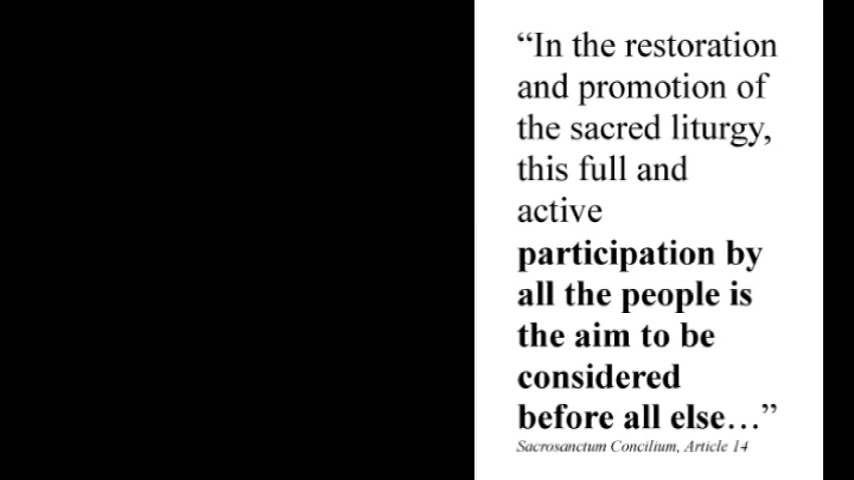 “In the restoration
and promotion of
the sacred liturgy,
this full and
active
participation by
all the people is
the aim to be
considered
before all else…”
Sacrosanctum Concilium, Article 14